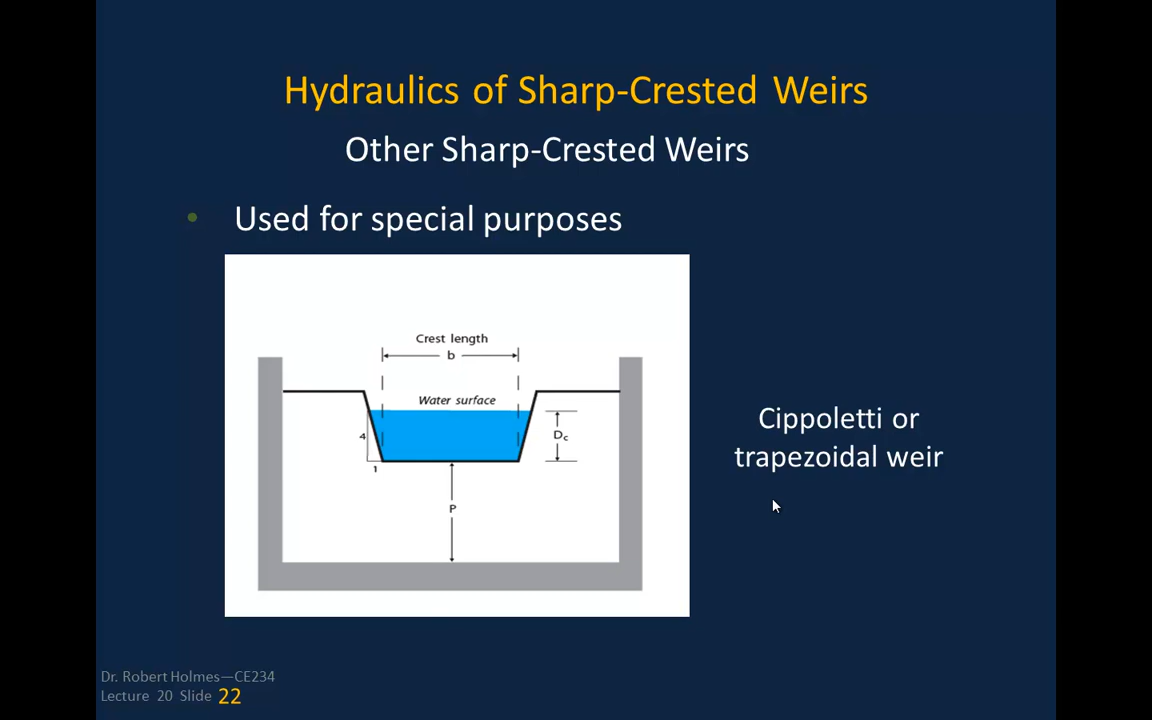 Hydraulics of Sharp-Crested Weirs
Other Sharp-Crested Weirs
• Used for special purposes
Crest length
b
Water surface
4
1
Dc
P
Cippoletti or
trapezoidal weir
Dr. Robert Holmes—CE234
Lecture 20 Slide 22